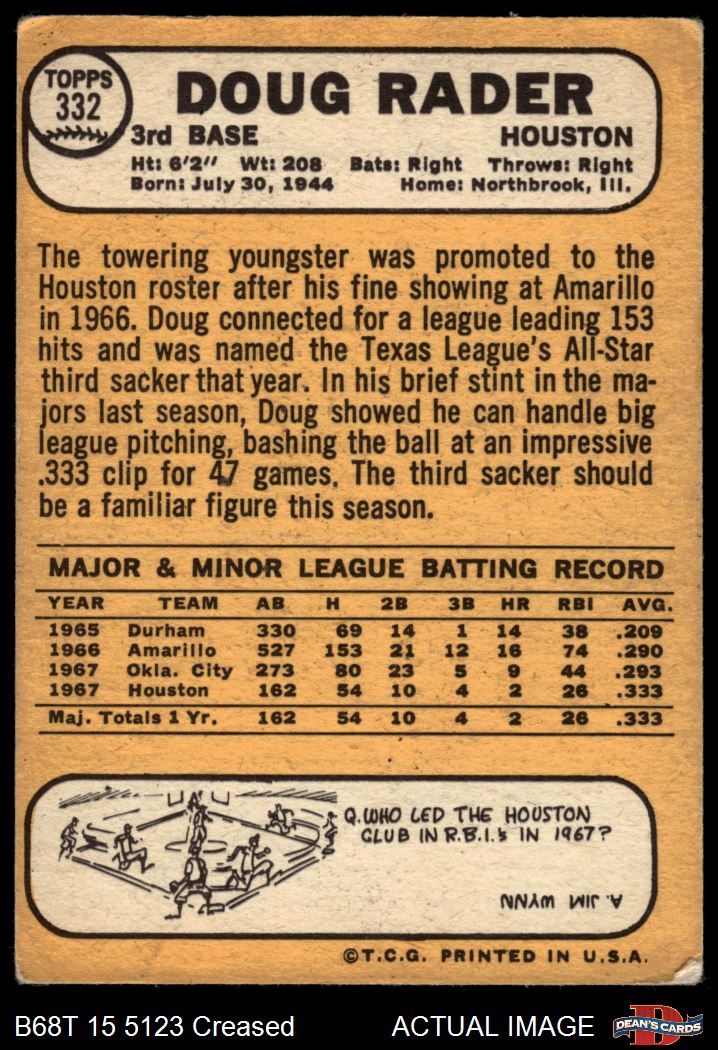 TOPPS
332
DOUG RADER
3rd BASE HOUSTON
Ht: 6'2" Wt: 208 Bats: Right Throws: Right
Born: July 30, 1944 Home: Northbrook, Ill.
The towering youngster was promoted to the
Houston roster after his fine showing at Amarillo
in 1966. Doug connected for a league leading 153
hits and was named the Texas League's All-Star
third sacker that year. In his brief stint in the ma-
jors last season, Doug showed he can handle big
league pitching, bashing the ball at an impressive
.333 clip for 47 games. The third sacker should
be a familiar figure this season.
MAJOR & MINOR LEAGUE BATTING RECORD
YEAR TEAM AB H 2B 3B HR RBI AVG.
1965 Durham 330 69 14 1 14 38 .209
1966 Amarillo 527 153 21 12 16 74 .290
1967 Okla. City 273 80 23 5 9 44 .293
1967 Houston 162 54 10 4 2 26 .333
Maj. Totals 1 Yr. 162 54 10 4 2 26 .333
Q. WHO LED THE HOUSTON
CLUB IN R.B.I.'s IN 1967?
A. JIM WYNN
©T.C.G. PRINTED IN U.S.A.
B68T 15 5123 Creased ACTUAL IMAGE
DEAN'S CARDS